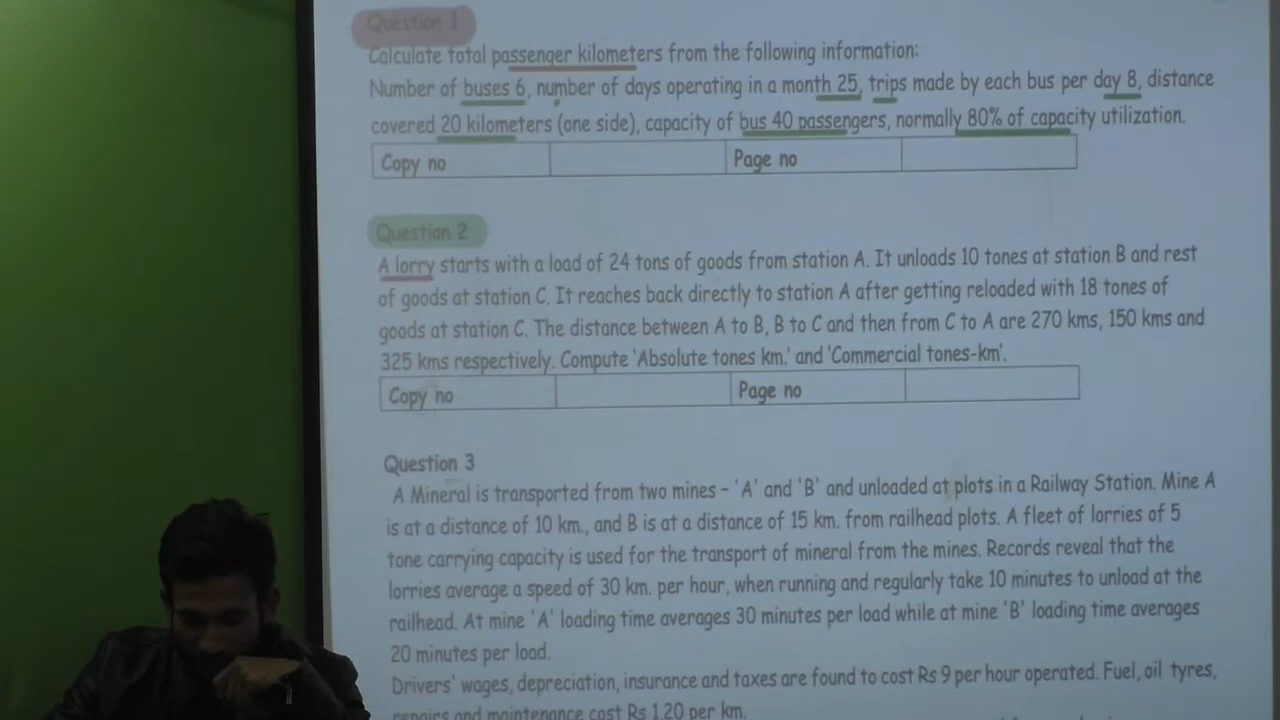 Question 1
Calculate total passenger kilometers from the following information:
Number of buses 6, number of days operating in a month 25, trips made by each bus per day 8, distance
covered 20 kilometers (one side), capacity of bus 40 passengers, normally 80% of capacity utilization.
Copy no Page no
Question 2
A lorry starts with a load of 24 tons of goods from station A. It unloads 10 tones at station B and rest
of goods at station C. It reaches back directly to station A after getting reloaded with 18 tones of
goods at station C. The distance between A to B, B to C and then from C to A are 270 kms, 150 kms and
325 kms respectively. Compute 'Absolute tones km.' and 'Commercial tones-km'.
Copy no Page no
Question 3
A Mineral is transported from two mines - 'A' and 'B' and unloaded at plots in a Railway Station. Mine A
is at a distance of 10 km., and B is at a distance of 15 km. from railhead plots. A fleet of lorries of 5
tone carrying capacity is used for the transport of mineral from the mines. Records reveal that the
lorries average a speed of 30 km. per hour, when running and regularly take 10 minutes to unload at the
railhead. At mine 'A' loading time averages 30 minutes per load while at mine 'B' loading time averages
20 minutes per load.
Drivers' wages, depreciation, insurance and taxes are found to cost Rs 9 per hour operated. Fuel, oil tyres,
repairs and maintenance cost Rs 1.20 per km.